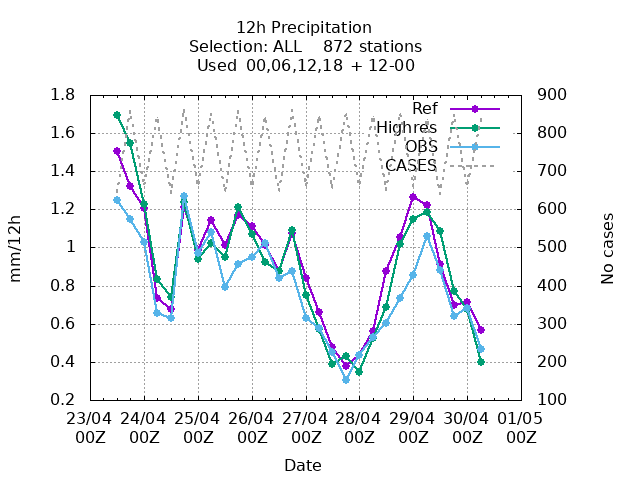 12h Precipitation
Selection: ALL    872 stations
Used  00,06,12,18 + 12-00
1.8
1.6
1.4
1.2
1
0.8
0.6
0.4
0.2
mm/12h
900
800
700
600
500
400
300
200
100
No cases
Ref
Highres
OBS
CASES
23/04 24/04 25/04 26/04 27/04 28/04 29/04 30/04 01/05
00Z 00Z 00Z 00Z 00Z 00Z 00Z 00Z 00Z
Date